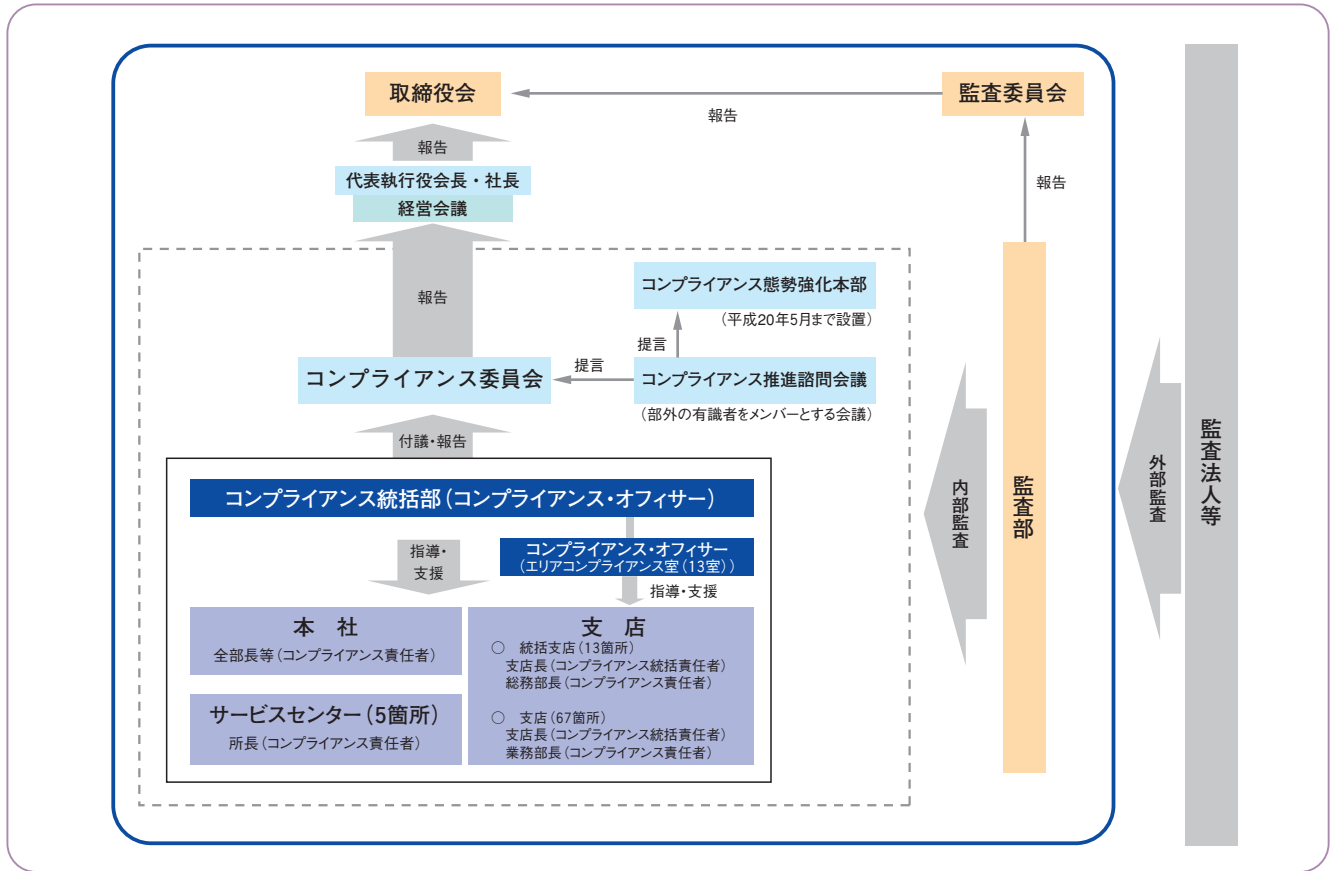 取締役会
監査委員会
報告
報告
代表執行役会長・社長
経営会議
報告
報告
コンプライアンス態勢強化本部
(平成20年5月まで設置)
提言
提言
コンプライアンス委員会
コンプライアンス推進諮問会議
(部外の有識者をメンバーとする会議)
付議・報告
コンプライアンス統括部(コンプライアンス・オフィサー)
コンプライアンス・オフィサー
(エリアコンプライアンス室(13室))
指導・
支援
指導・支援
本 社
全部長等(コンプライアンス責任者)
サービスセンター(5箇所)
所長(コンプライアンス責任者)
支 店
○ 統括支店(13箇所)
支店長(コンプライアンス統括責任者)
総務部長(コンプライアンス責任者)
○ 支店(67箇所)
支店長(コンプライアンス統括責任者)
業務部長(コンプライアンス責任者)
内部監査
監査部
外部監査
監査法人等